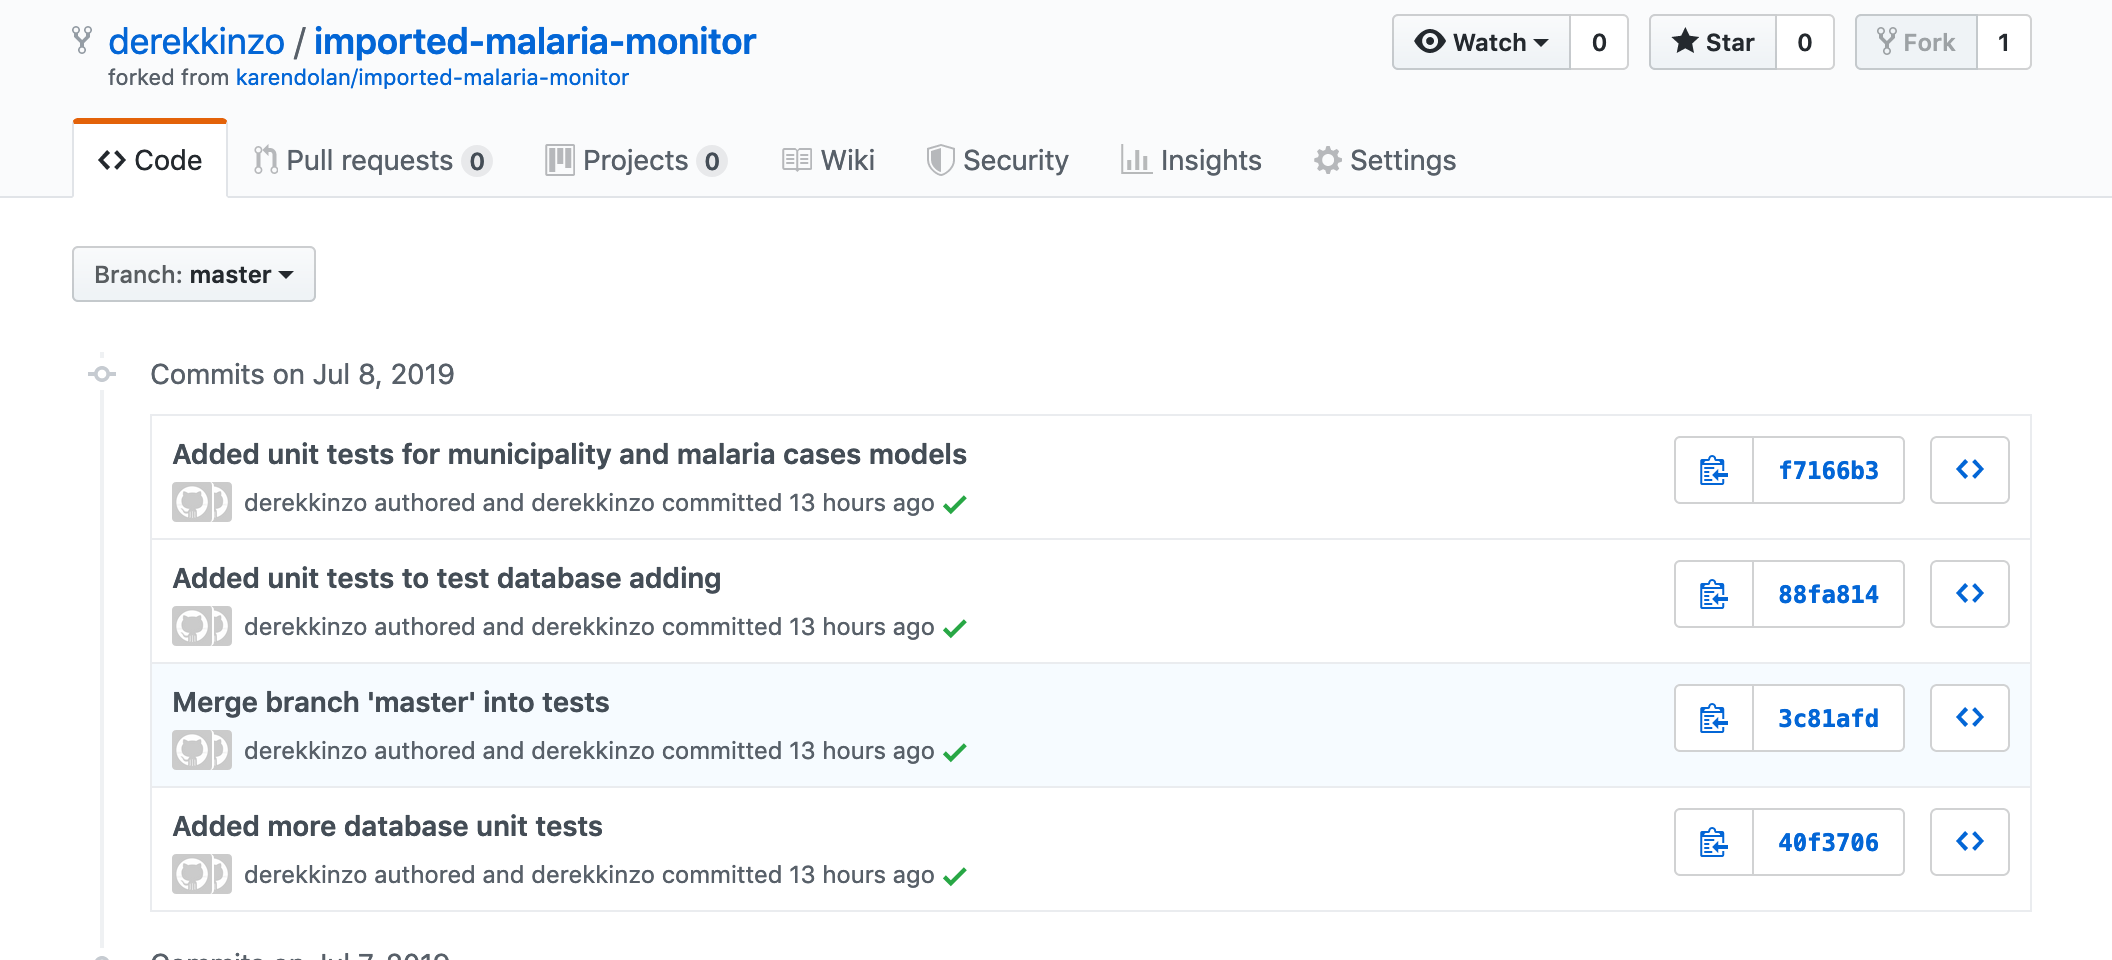 derekkinzo / imported-malaria-monitor
forked from karendolan/imported-malaria-monitor
Watch 0 Star 0 Fork 1
Code Pull requests 0 Projects 0 Wiki Security Insights Settings
Branch: master
Commits on Jul 8, 2019
Added unit tests for municipality and malaria cases models
derekkinzo authored and derekkinzo committed 13 hours ago
f7166b3
Added unit tests to test database adding
derekkinzo authored and derekkinzo committed 13 hours ago
88fa814
Merge branch 'master' into tests
derekkinzo authored and derekkinzo committed 13 hours ago
3c81afd
Added more database unit tests
derekkinzo authored and derekkinzo committed 13 hours ago
40f3706
Commits on Jul 7, 2019